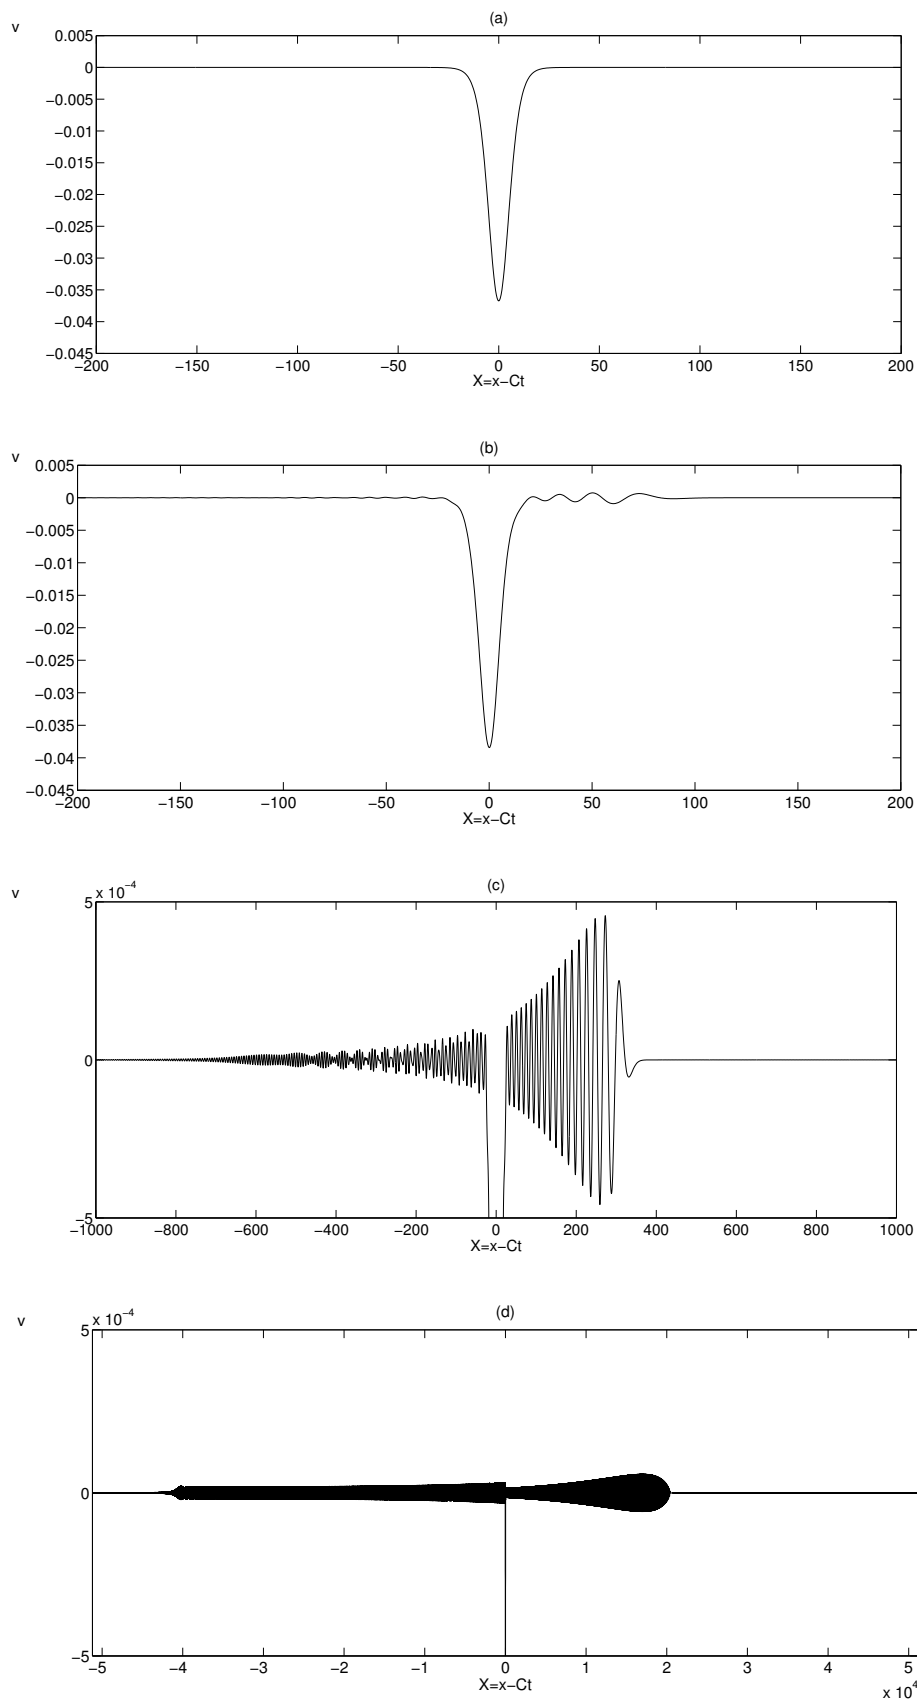 (a)
v
0.005
0
−0.005
−0.01
−0.015
−0.02
−0.025
−0.03
−0.035
−0.04
−0.045
−200 −150 −100 −50 0 50 100 150 200
X=x−Ct
(b)
v
0.005
0
−0.005
−0.01
−0.015
−0.02
−0.025
−0.03
−0.035
−0.04
−0.045
−200 −150 −100 −50 0 50 100 150 200
X=x−Ct
(c)
v
5 x 10⁻⁴
0
−5
−1000 −800 −600 −400 −200 0 200 400 600 800 1000
X=x−Ct
(d)
v
5 x 10⁻⁴
0
−5
−5 −4 −3 −2 −1 0 1 2 3 4 5
X=x−Ct
x 10⁴